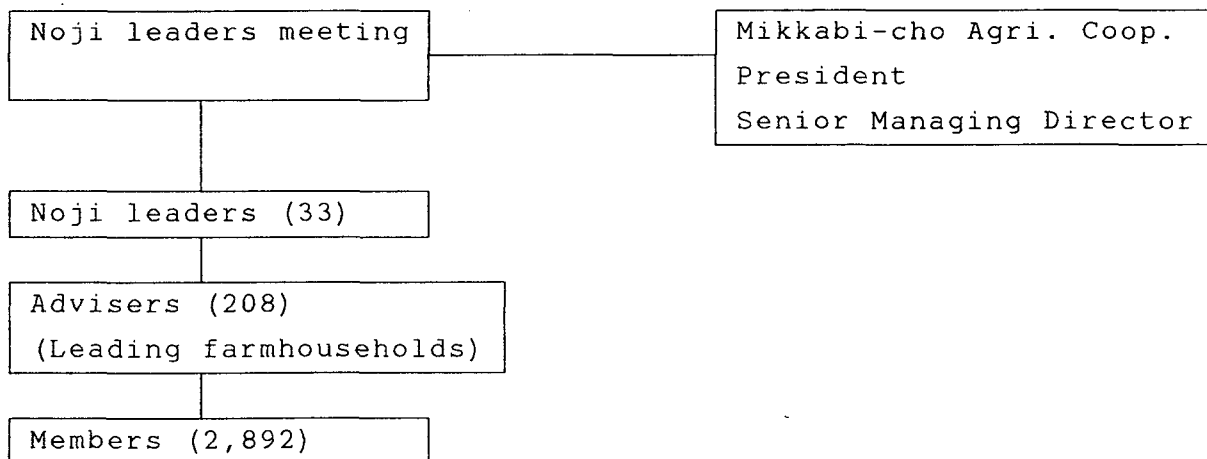 Noji leaders meeting
Mikkabi-cho Agri. Coop.
President
Senior Managing Director
Noji leaders (33)
Advisers (208)
(Leading farmhouseholds)
Members (2,892)